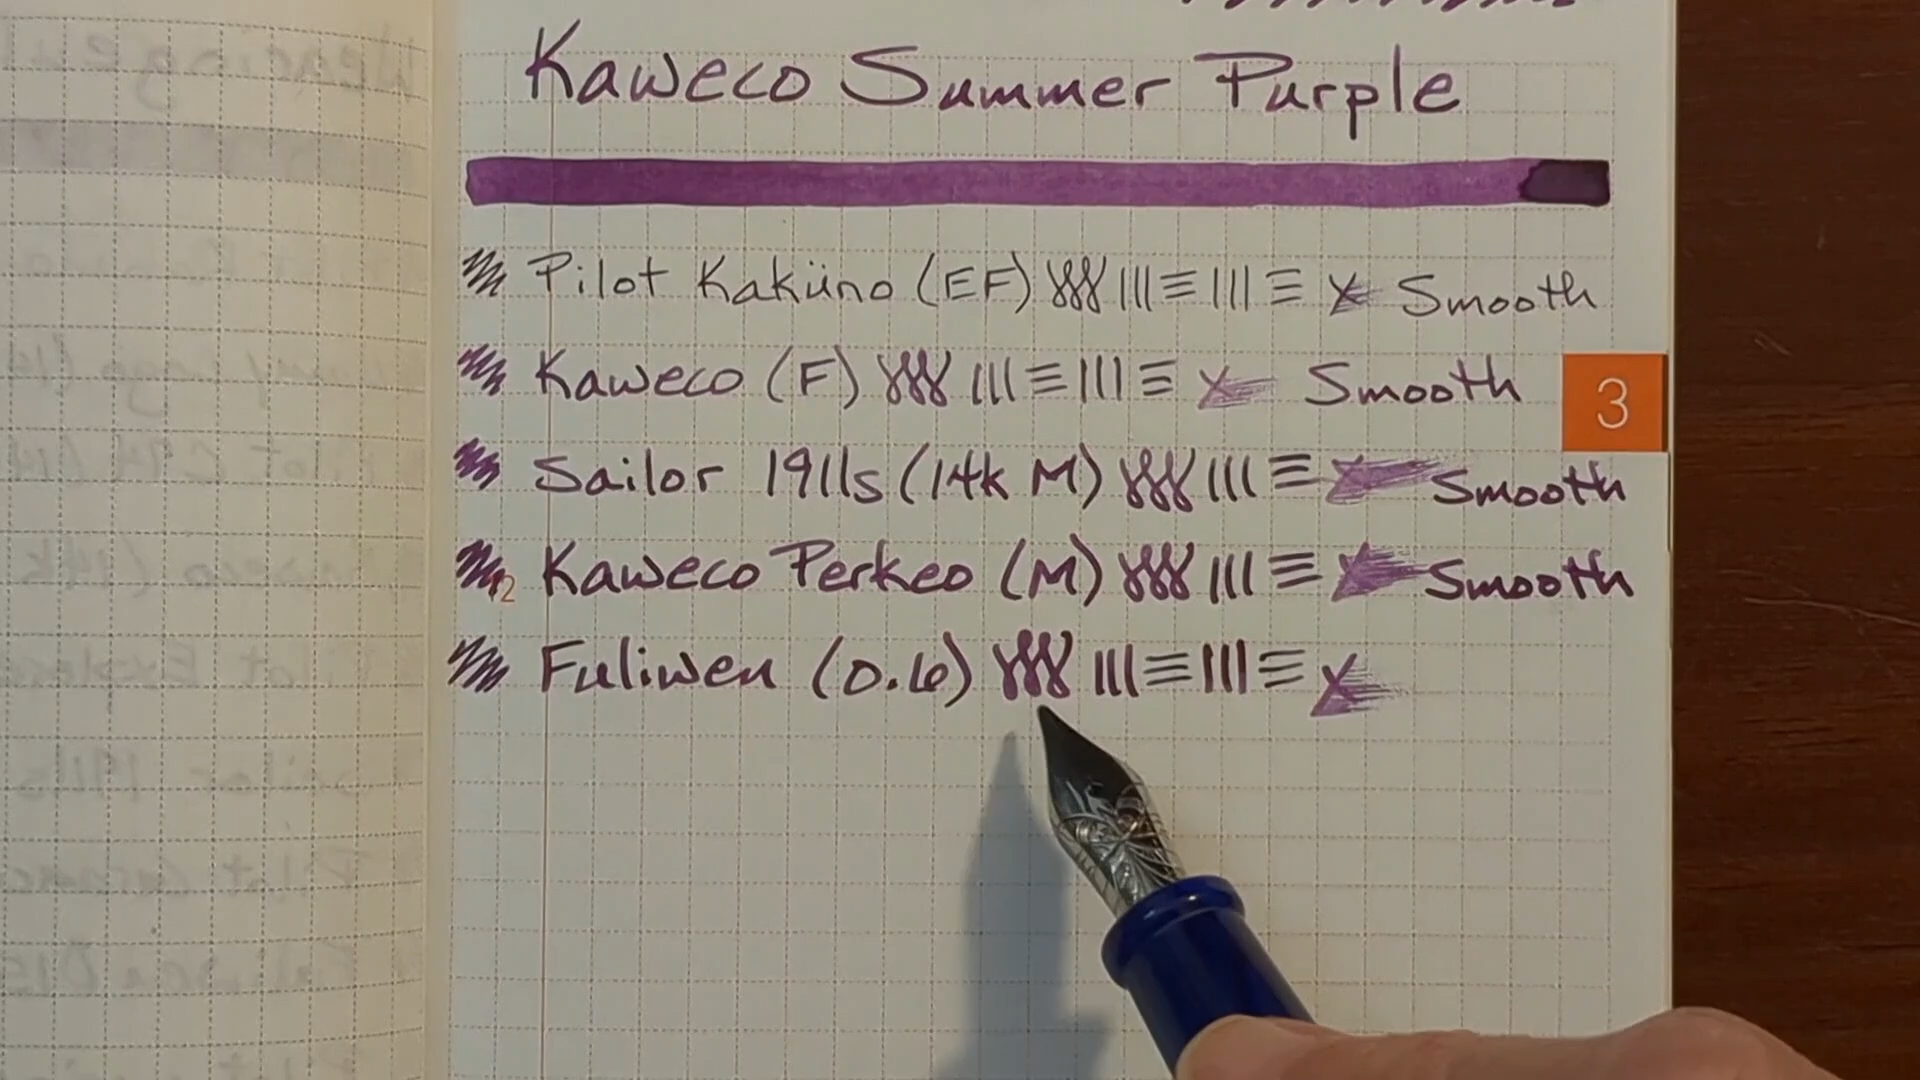 Kaweco Summer Purple
Pilot Kaküno (EF) Smooth
Kaweco (F) Smooth
3
Sailor 1911s (14k M) Smooth
Kaweco Perkeo (M) Smooth
Fuliwen (0.6)